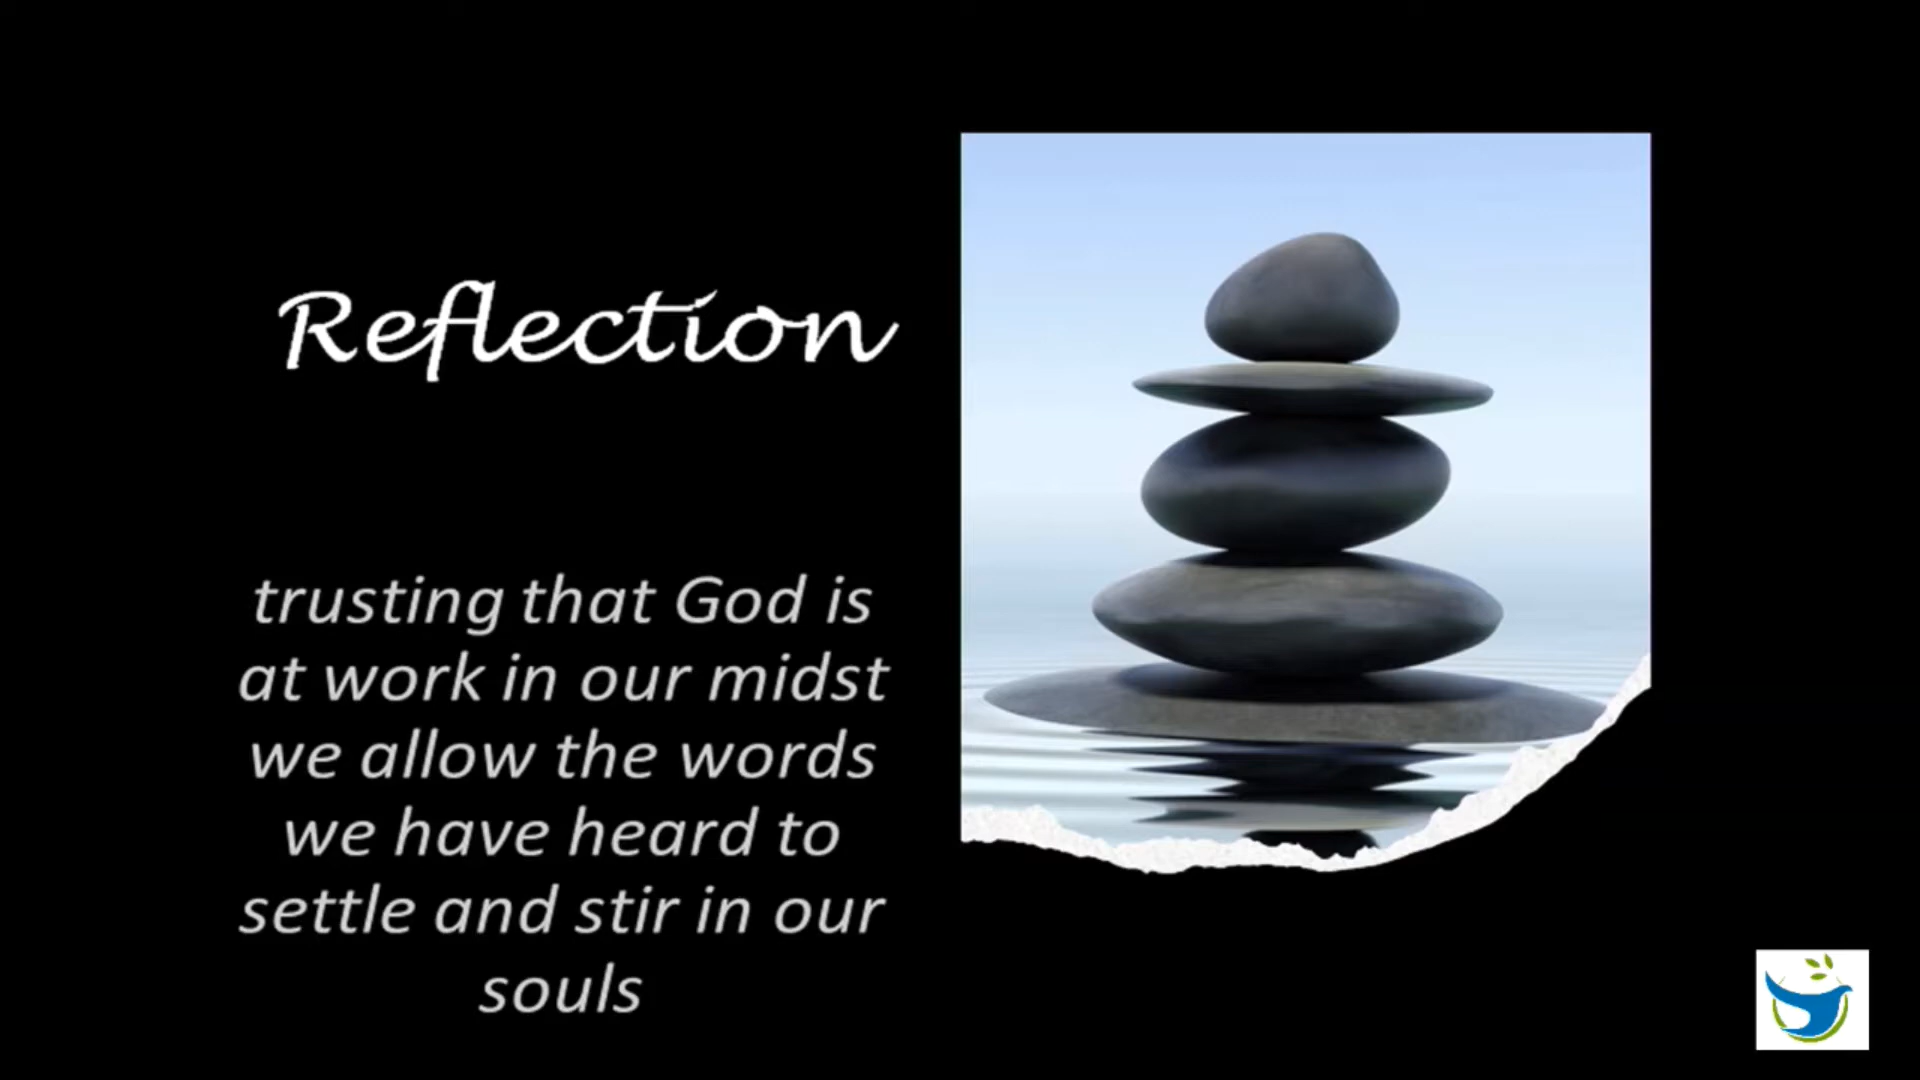 Reflection
trusting that God is
at work in our midst
we allow the words
we have heard to
settle and stir in our
souls